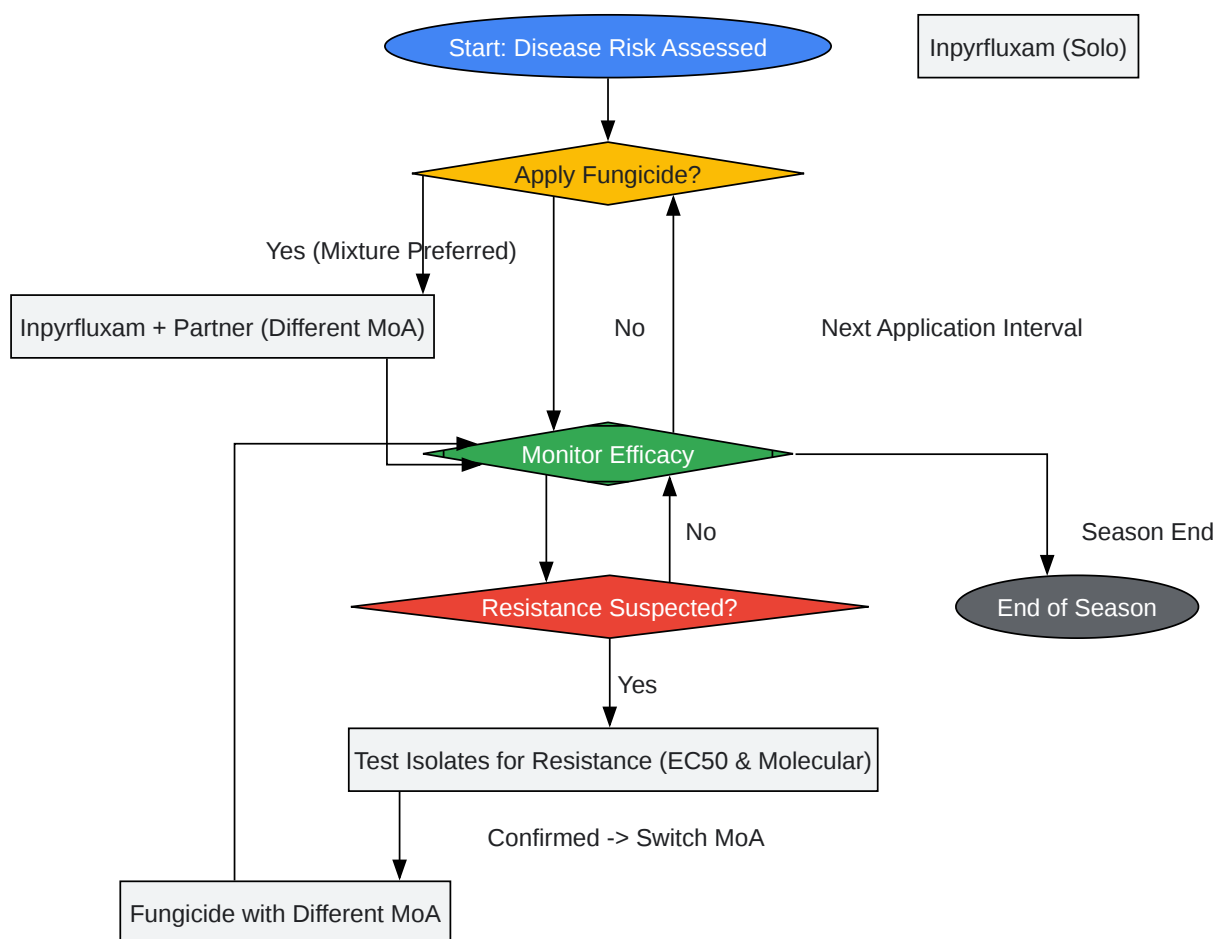 Start: Disease Risk Assessed
Inpyrfluxam (Solo)
Apply Fungicide?
Yes (Mixture Preferred)
Inpyrfluxam + Partner (Different MoA)
No
Next Application Interval
Monitor Efficacy
No
Season End
Resistance Suspected?
End of Season
Yes
Test Isolates for Resistance (EC50 & Molecular)
Confirmed -> Switch MoA
Fungicide with Different MoA